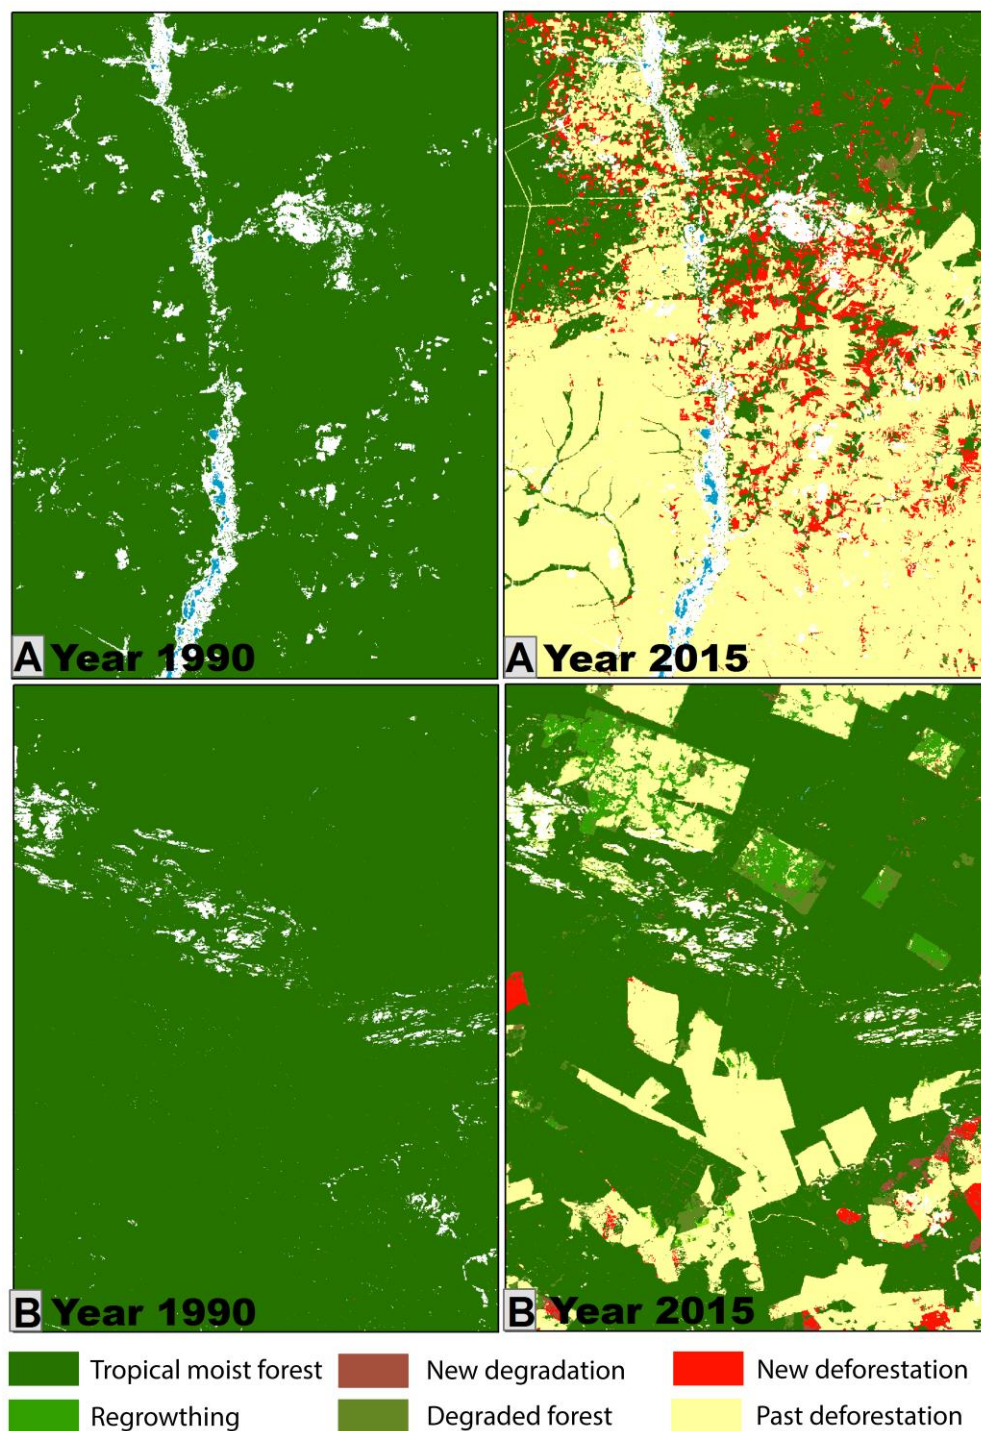 A Year 1990
A Year 2015
B Year 1990
B Year 2015
Tropical moist forest
New degradation
New deforestation
Regrowthing
Degraded forest
Past deforestation